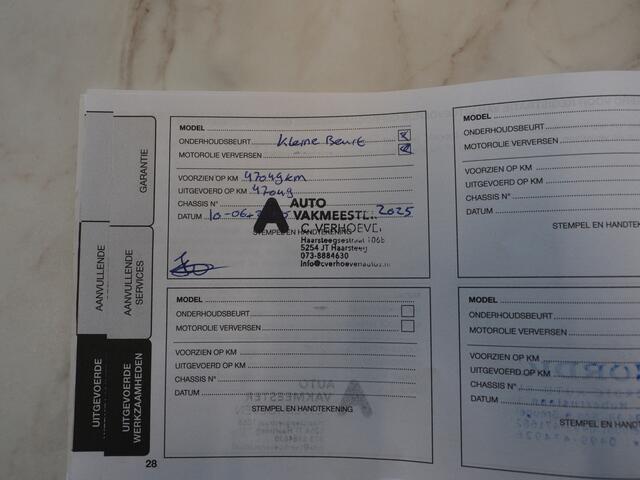 GARANTIE
AANVULLENDE
AANVULLENDE SERVICES
UITGEVOERDE
UITGEVOERDE WERKZAAMHEDEN
MODEL
ONDERHOUDSBEURT Kleine Beurt
MOTOROLIE VERVERSEN
VOORZIEN OP KM 47049km
UITGEVOERD OP KM 47049
CHASSIS N°
DATUM 10-06-2025 2025
STEMPEL EN HANDTEKENING
AUTO
VAKMEESTER
C. VERHOEVEN
Haarsteegsestraat 106b
5254 JT Haarsteeg
073-8884630
info@cverhoevenautos.nl
MODEL
ONDERHOUDSBEURT
MOTOROLIE VERVERSEN
VOORZIEN OP KM
UITGEVOERD OP KM
CHASSIS N°
DATUM
STEMPEL EN HANDTEKENING
28
MODEL
ONDERHOUDSBEURT
MOTOROLIE VERVERSEN
VOORZIEN OP KM
UITGEVOERD OP KM
CHASSIS N°
DATUM
STEMPEL EN HANDTEKEN
MODEL
ONDERHOUDSBEURT
MOTOROLIE VERVERSEN
VOORZIEN OP KM
UITGEVOERD OP KM
CHASSIS N°
DATUM
STEMPEL EN HANDT